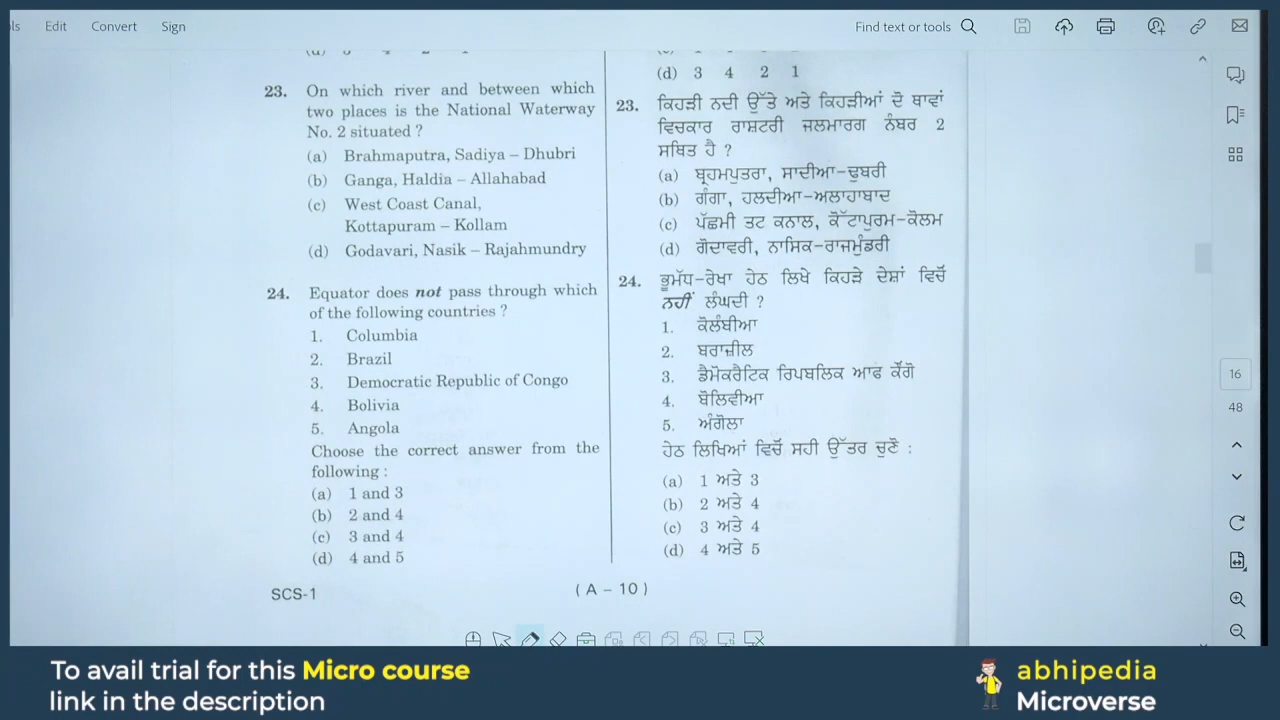 Edit Convert Sign
Find text or tools
(d) 3 4 2 1
23. On which river and between which
two places is the National Waterway
No. 2 situated ?
(a) Brahmaputra, Sadiya – Dhubri
(b) Ganga, Haldia – Allahabad
(c) West Coast Canal,
Kottapuram – Kollam
(d) Godavari, Nasik – Rajahmundry
24. Equator does not pass through which
of the following countries ?
1. Columbia
2. Brazil
3. Democratic Republic of Congo
4. Bolivia
5. Angola
Choose the correct answer from the
following :
(a) 1 and 3
(b) 2 and 4
(c) 3 and 4
(d) 4 and 5
23. ਕਿਹੜੀ ਨਦੀ ਉੱਤੇ ਅਤੇ ਕਿਹੜੀਆਂ ਦੋ ਥਾਵਾਂ
ਵਿਚਕਾਰ ਰਾਸ਼ਟਰੀ ਜਲਮਾਰਗ ਨੰਬਰ 2
ਸਥਿਤ ਹੈ ?
(a) ਬ੍ਰਹਮਪੁਤਰਾ, ਸਾਦੀਆ-ਢੁਬਰੀ
(b) ਗੰਗਾ, ਹਲਦੀਆ-ਅਲਾਹਾਬਾਦ
(c) ਪੱਛਮੀ ਤਟ ਕਨਾਲ, ਕੋੱਟਾਪੁਰਮ-ਕੋਲਮ
(d) ਗੋਦਾਵਰੀ, ਨਾਸਿਕ-ਰਾਜਮੁੰਡਰੀ
24. ਭੂਮੱਧ-ਰੇਖਾ ਹੇਠ ਲਿਖੇ ਕਿਹੜੇ ਦੇਸ਼ਾਂ ਵਿਚੋਂ
ਨਹੀਂ ਲੰਘਦੀ ?
1. ਕੋਲੰਬੀਆ
2. ਬਰਾਜ਼ੀਲ
3. ਡੈਮੋਕਰੈਟਿਕ ਰਿਪਬਲਿਕ ਆਫ ਕੌਂਗੋ
4. ਬੋਲਿਵੀਆ
5. ਅੰਗੋਲਾ
ਹੇਠ ਲਿਖਿਆਂ ਵਿਚੋਂ ਸਹੀ ਉੱਤਰ ਚੁਣੋ :
(a) 1 ਅਤੇ 3
(b) 2 ਅਤੇ 4
(c) 3 ਅਤੇ 4
(d) 4 ਅਤੇ 5
SCS-1
( A – 10 )
16
48
To avail trial for this Micro course
link in the description
abhipedia
Microverse